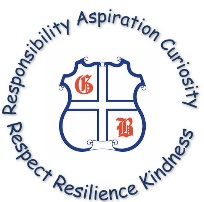 Responsibility Aspiration Curiosity
G
B
Respect Resilience Kindness